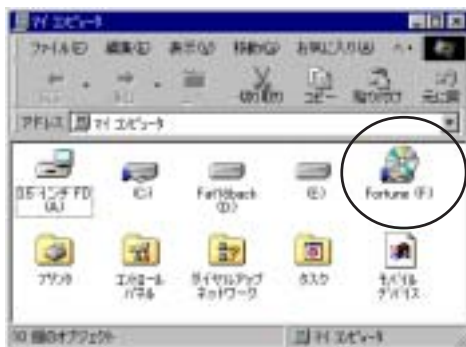 マイ コンピュータ
ファイル(F) 編集(E) 表示(V) 移動(G) お気に入り(A) ヘ
切り取り コピー 貼り付け 元に戻
アドレス マイ コンピュータ
3.5 インチ FD (A:) (C:) Fat16back (D:) (E:) Fortune (F:)
プリンタ コントロール パネル ダイヤルアップ ネットワーク タスク モバイル デバイス
10 個のオブジェクト マイ コンピュータ